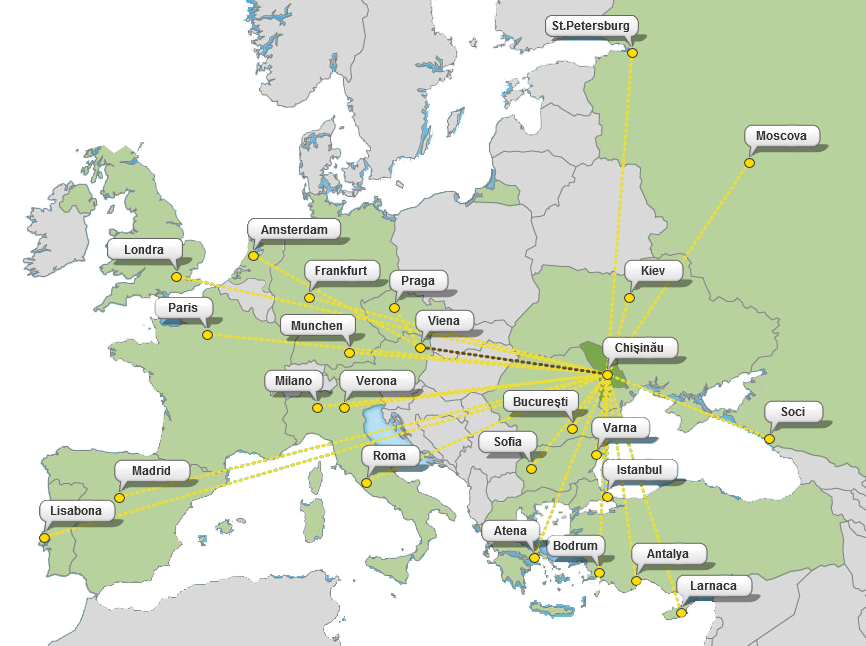 St.Petersburg
Moscova
Amsterdam
Londra
Frankfurt
Kiev
Praga
Paris
Viena
Munchen
Chişinău
Milano
Verona
Bucureşti
Soci
Varna
Sofia
Roma
Istanbul
Madrid
Lisabona
Atena
Bodrum
Antalya
Larnaca